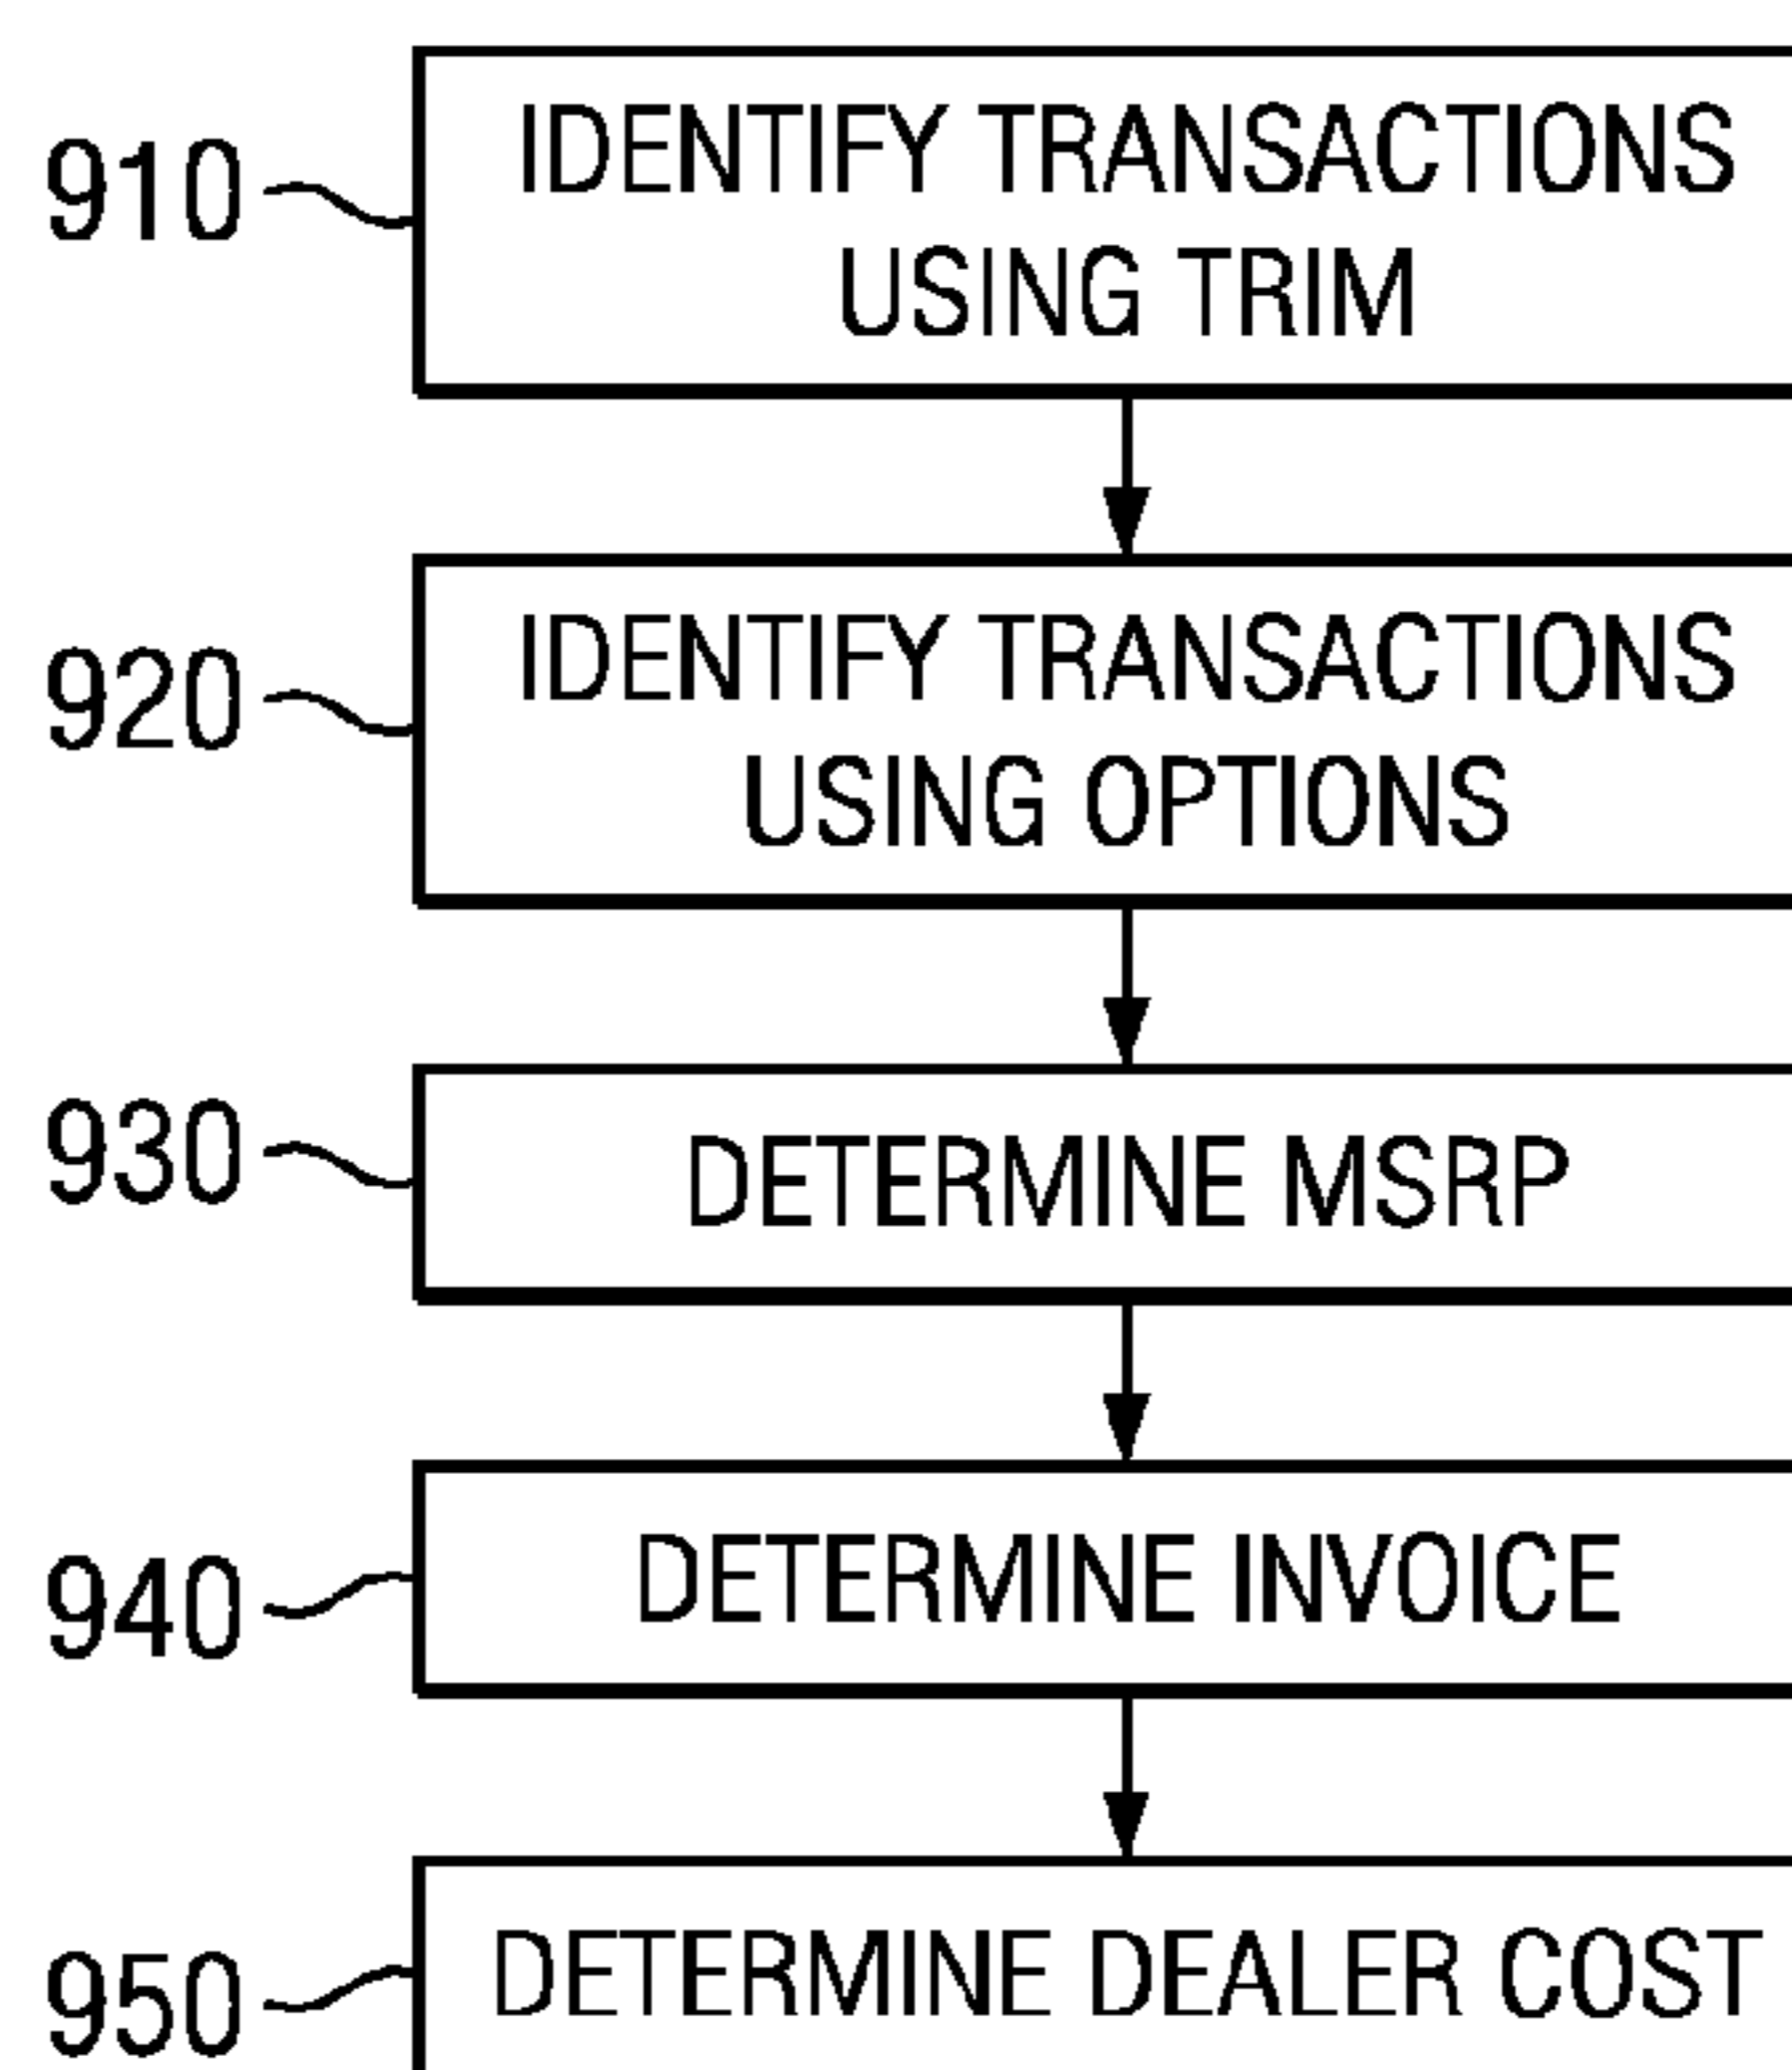 910
IDENTIFY TRANSACTIONS
USING TRIM
920
IDENTIFY TRANSACTIONS
USING OPTIONS
930
DETERMINE MSRP
940
DETERMINE INVOICE
950
DETERMINE DEALER COST